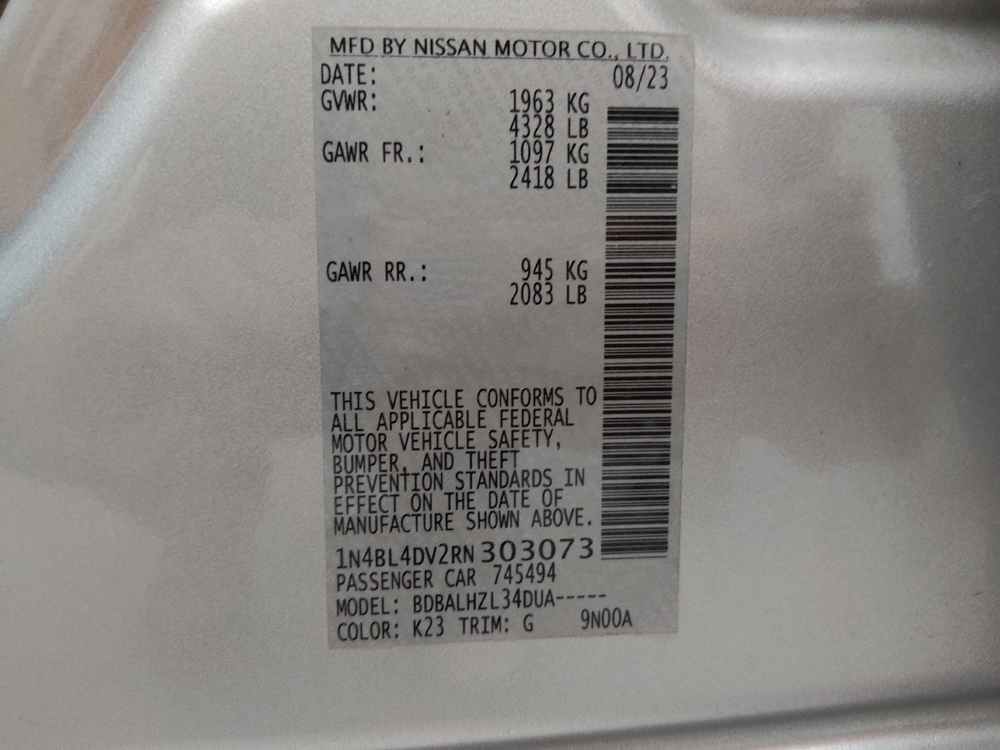 MFD BY NISSAN MOTOR CO., LTD.
DATE: 08/23
GVWR: 1963 KG
4328 LB
GAWR FR.: 1097 KG
2418 LB
GAWR RR.: 945 KG
2083 LB
THIS VEHICLE CONFORMS TO
ALL APPLICABLE FEDERAL
MOTOR VEHICLE SAFETY,
BUMPER, AND THEFT
PREVENTION STANDARDS IN
EFFECT ON THE DATE OF
MANUFACTURE SHOWN ABOVE.
1N4BL4DV2RN303073
PASSENGER CAR 745494
MODEL: BDBALHZL34DUA-----
COLOR: K23 TRIM: G 9N00A